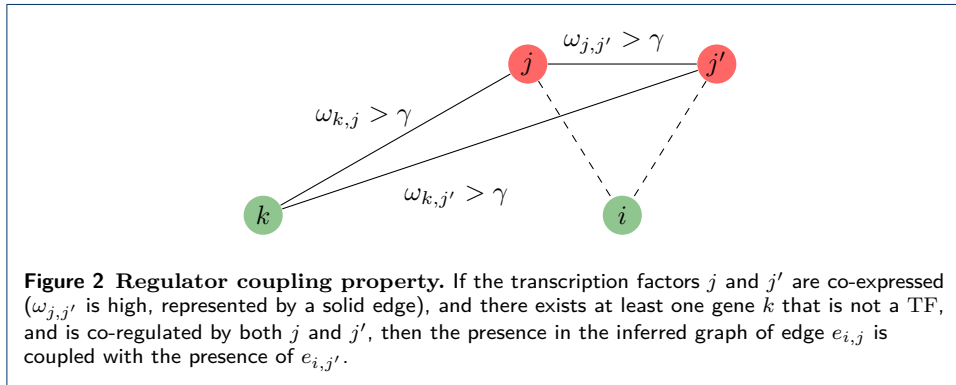 ω_{j,j′} > γ
j
j′
ω_{k,j} > γ
ω_{k,j′} > γ
k
i
Figure 2 Regulator coupling property. If the transcription factors j and j′ are co-expressed
(ω_{j,j′} is high, represented by a solid edge), and there exists at least one gene k that is not a TF,
and is co-regulated by both j and j′, then the presence in the inferred graph of edge e_{i,j} is
coupled with the presence of e_{i,j′}.